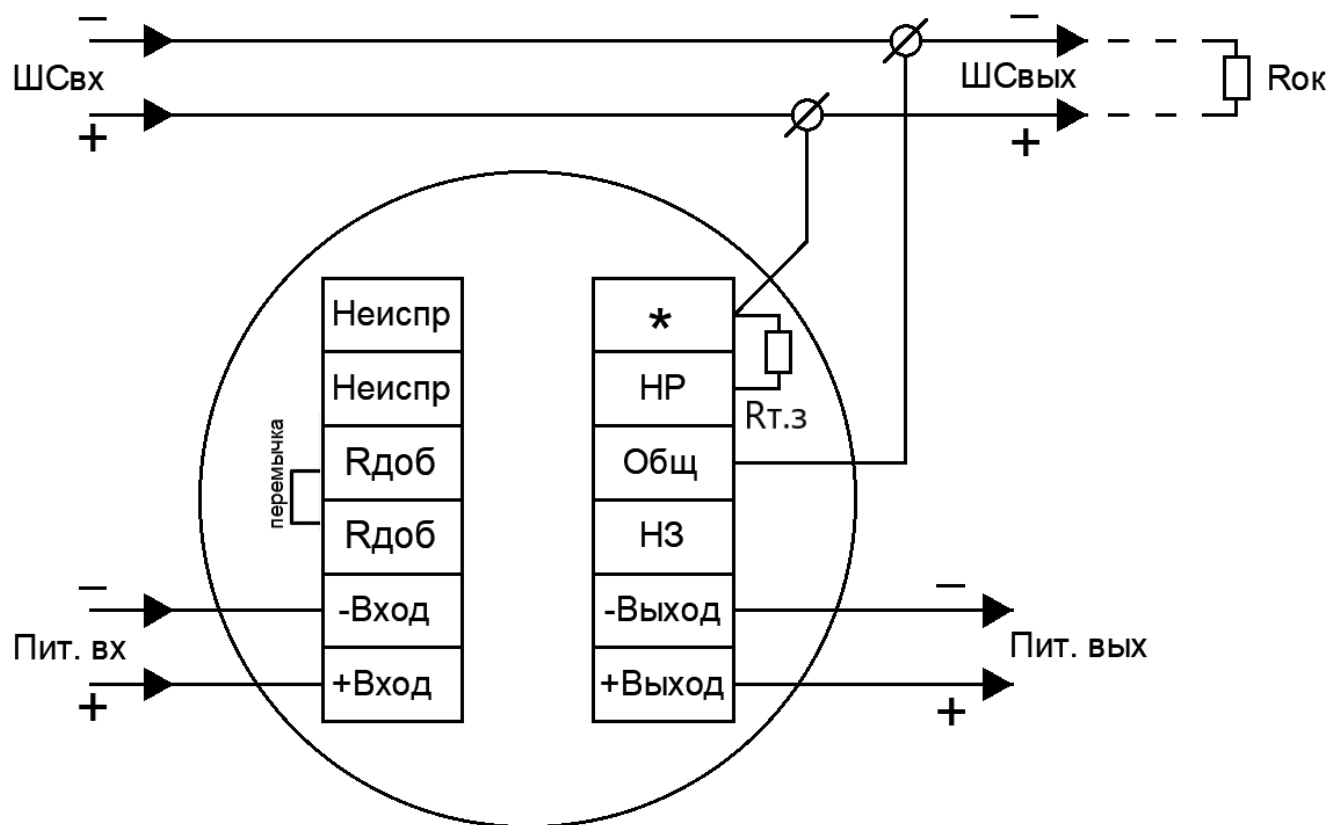 − −
ШСвх ШСвых Rок
+ +
Неиспр *
Неиспр НР
Rт.з
перемычка
Rдоб Общ
Rдоб НЗ
− −
-Вход -Выход
Пит. вх Пит. вых
+Вход +Выход
+ +